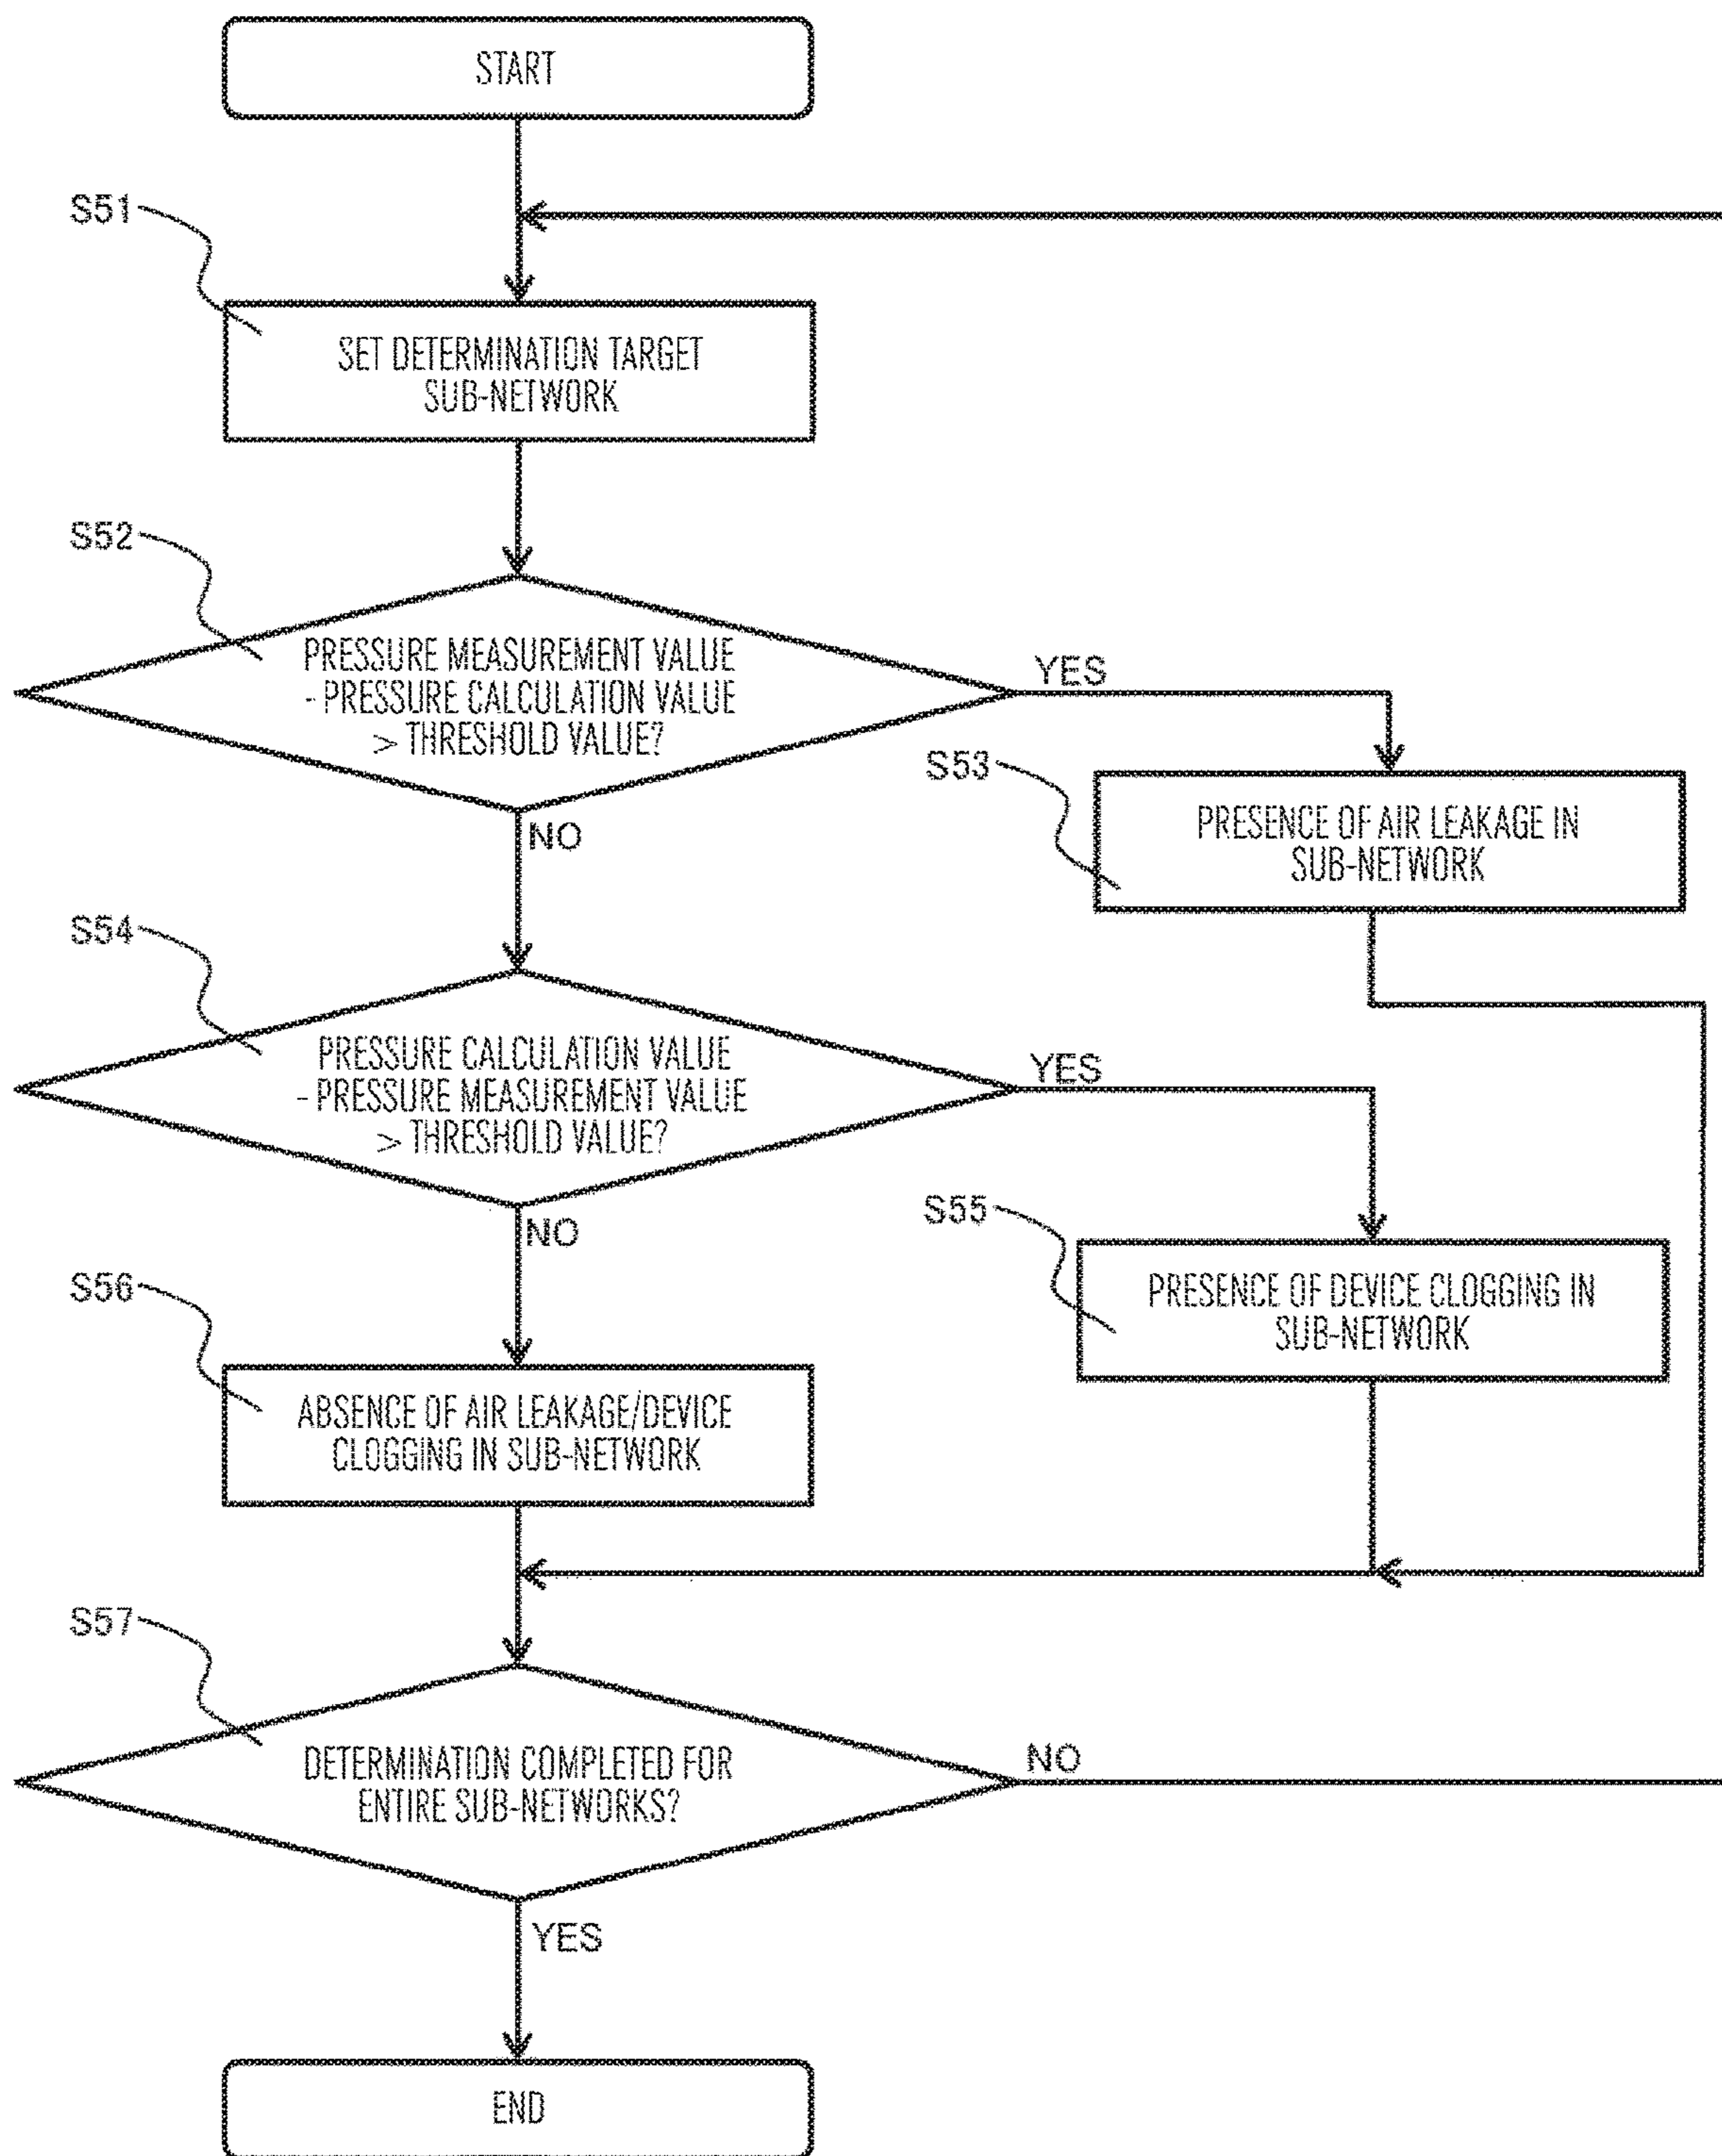 START
S51
SET DETERMINATION TARGET
SUB-NETWORK
S52
PRESSURE MEASUREMENT VALUE
- PRESSURE CALCULATION VALUE
> THRESHOLD VALUE?
YES
NO
S53
PRESENCE OF AIR LEAKAGE IN
SUB-NETWORK
S54
PRESSURE CALCULATION VALUE
- PRESSURE MEASUREMENT VALUE
> THRESHOLD VALUE?
YES
NO
S55
PRESENCE OF DEVICE CLOGGING IN
SUB-NETWORK
S56
ABSENCE OF AIR LEAKAGE/DEVICE
CLOGGING IN SUB-NETWORK
S57
DETERMINATION COMPLETED FOR
ENTIRE SUB-NETWORKS?
NO
YES
END